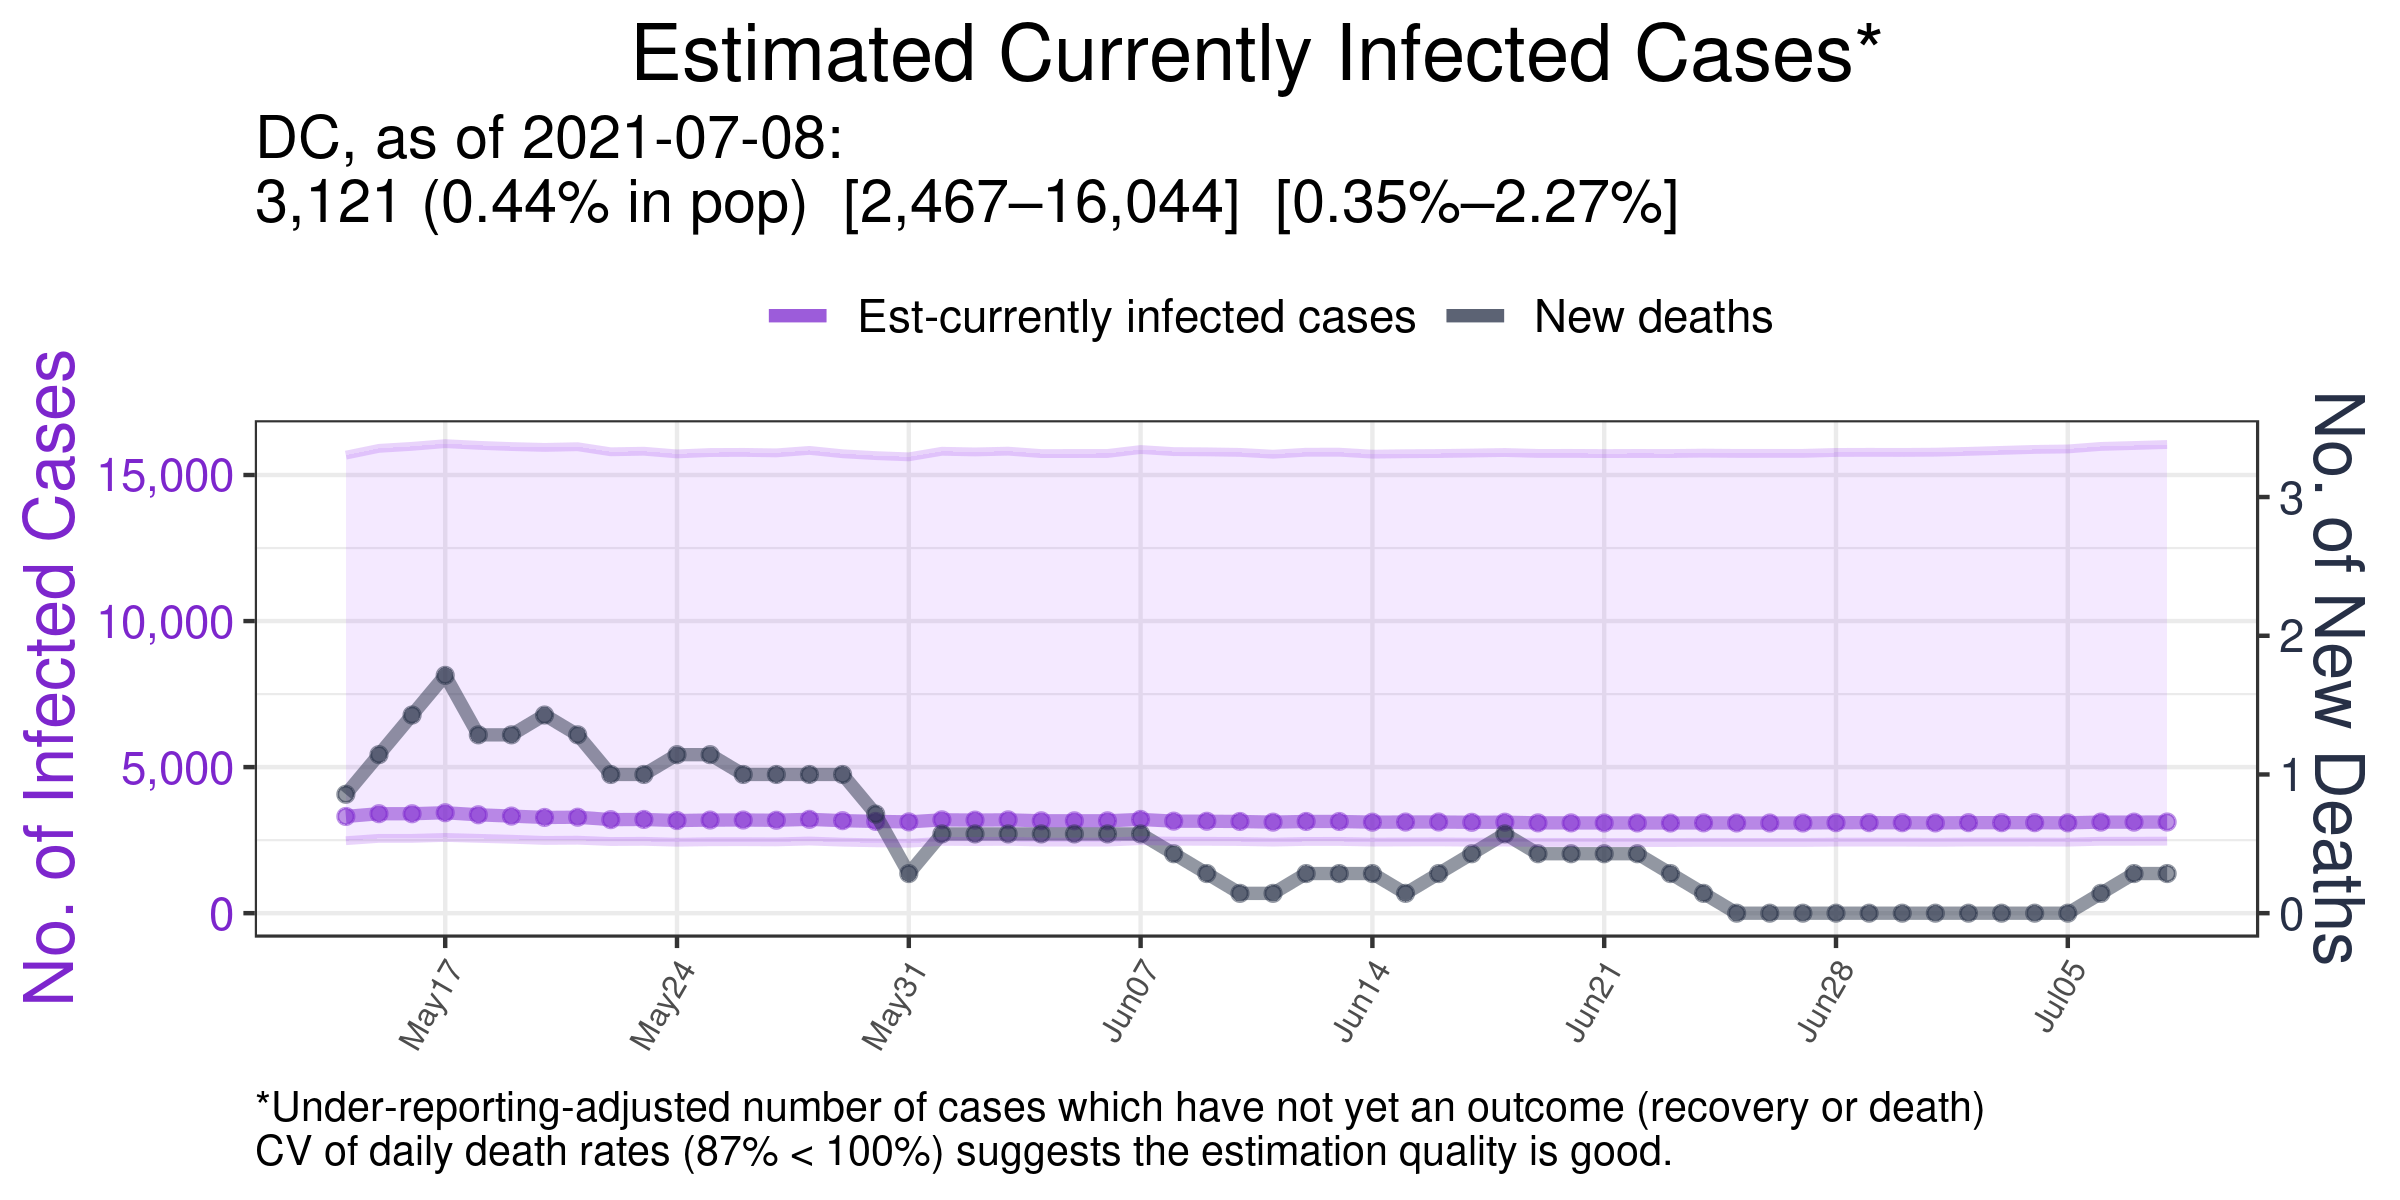 Estimated Currently Infected Cases*
DC, as of 2021-07-08:
3,121 (0.44% in pop)  [2,467–16,044]  [0.35%–2.27%]
Est-currently infected cases
New deaths
No. of Infected Cases
15,000
10,000
5,000
0
3
2
1
0
No. of New Deaths
May17
May24
May31
Jun07
Jun14
Jun21
Jun28
Jul05
*Under-reporting-adjusted number of cases which have not yet an outcome (recovery or death)
CV of daily death rates (87% < 100%) suggests the estimation quality is good.